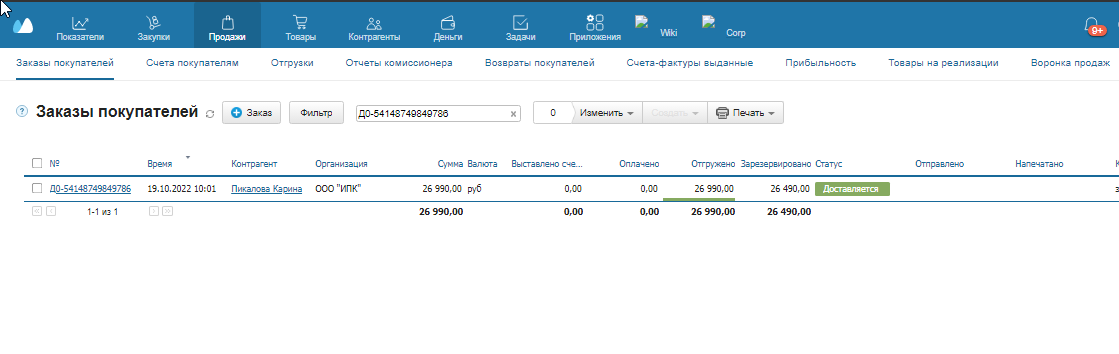 Показатели Закупки Продажи Товары Контрагенты Деньги Задачи Приложения Wiki Corp 9+
Заказы покупателей Счета покупателям Отгрузки Отчеты комиссионера Возвраты покупателей Счета-фактуры выданные Прибыльность Товары на реализации Воронка продаж
? Заказы покупателей Заказ Фильтр Д0-54148749849786 0 Изменить Создать Печать
№ Время Контрагент Организация Сумма Валюта Выставлено сче... Оплачено Отгружено Зарезервировано Статус Отправлено Напечатано К
Д0-54148749849786 19.10.2022 10:01 Пикалова Карина ООО "ИПК" 26 990,00 руб 0,00 0,00 26 990,00 26 490,00 Доставляется
1-1 из 1 26 990,00 0,00 0,00 26 990,00 26 490,00